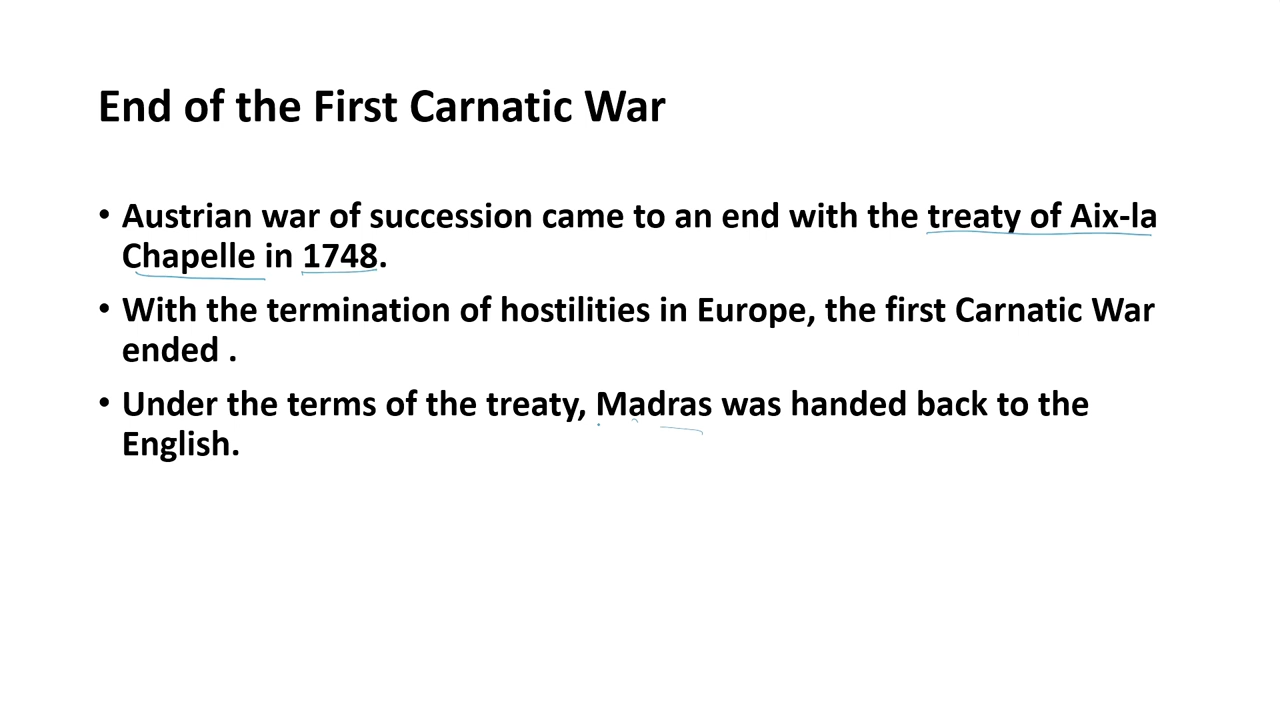 End of the First Carnatic War
• Austrian war of succession came to an end with the treaty of Aix-la
Chapelle in 1748.
• With the termination of hostilities in Europe, the first Carnatic War
ended .
• Under the terms of the treaty, Madras was handed back to the
English.